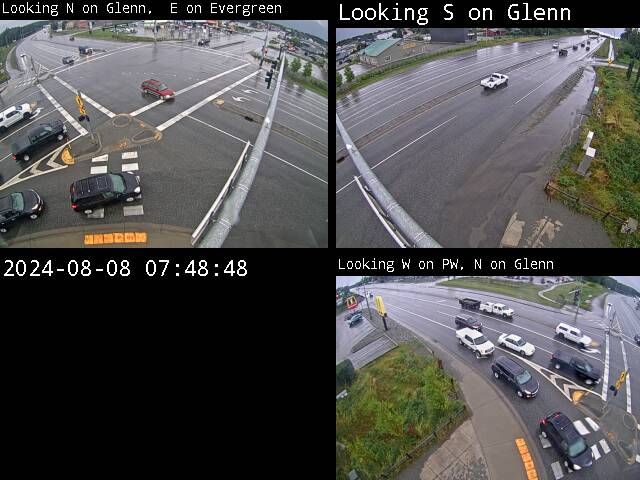 Looking N on Glenn, E on Evergreen
Looking S on Glenn
2024-08-08 07:48:48
Looking W on PW, N on Glenn